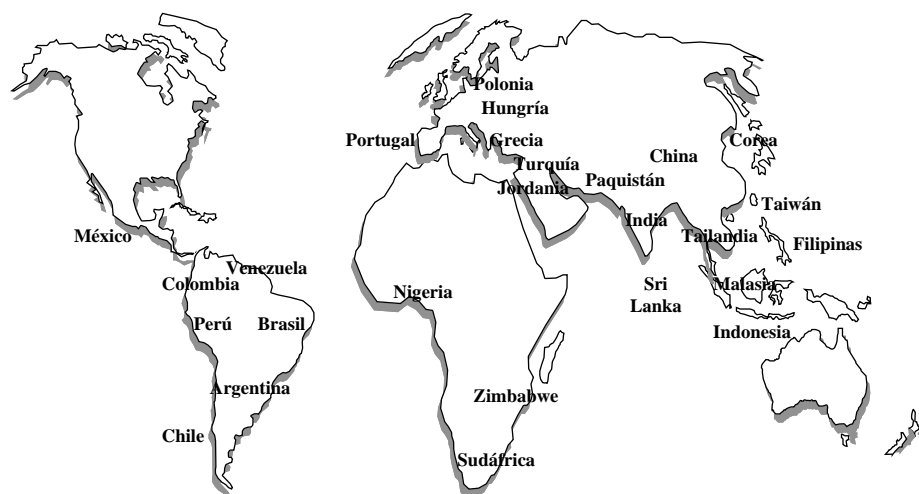 Polonia
Hungría
Portugal
Grecia
Corea
Turquía
China
Jordania
Paquistán
Taiwán
India
México
Tailandia
Filipinas
Venezuela
Colombia
Nigeria
Sri
Lanka
Malasia
Perú
Brasil
Indonesia
Argentina
Zimbabwe
Chile
Sudáfrica